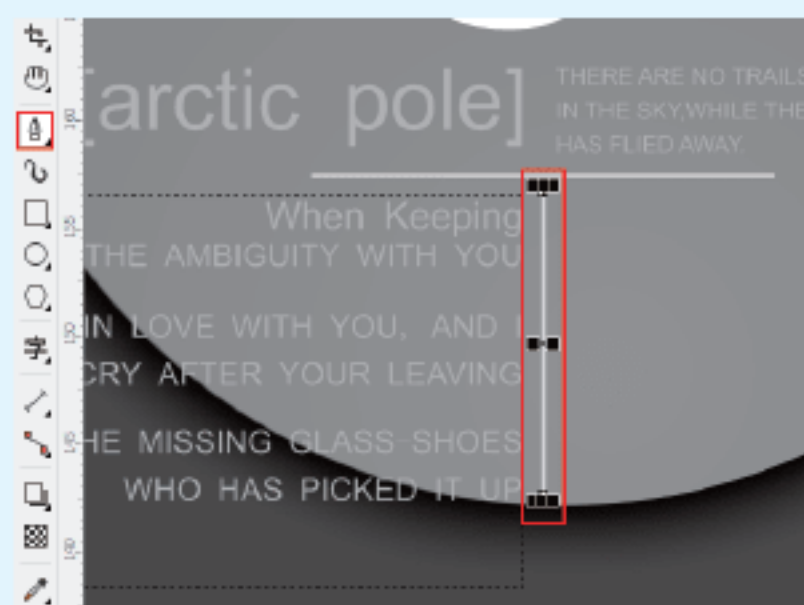 [arctic pole]
THERE ARE NO TRAILS
IN THE SKY,WHILE THE
HAS FLIED AWAY.
When Keeping
THE AMBIGUITY WITH YOU
IN LOVE WITH YOU, AND I
CRY AFTER YOUR LEAVING
HE MISSING GLASS SHOES
WHO HAS PICKED IT UP
字